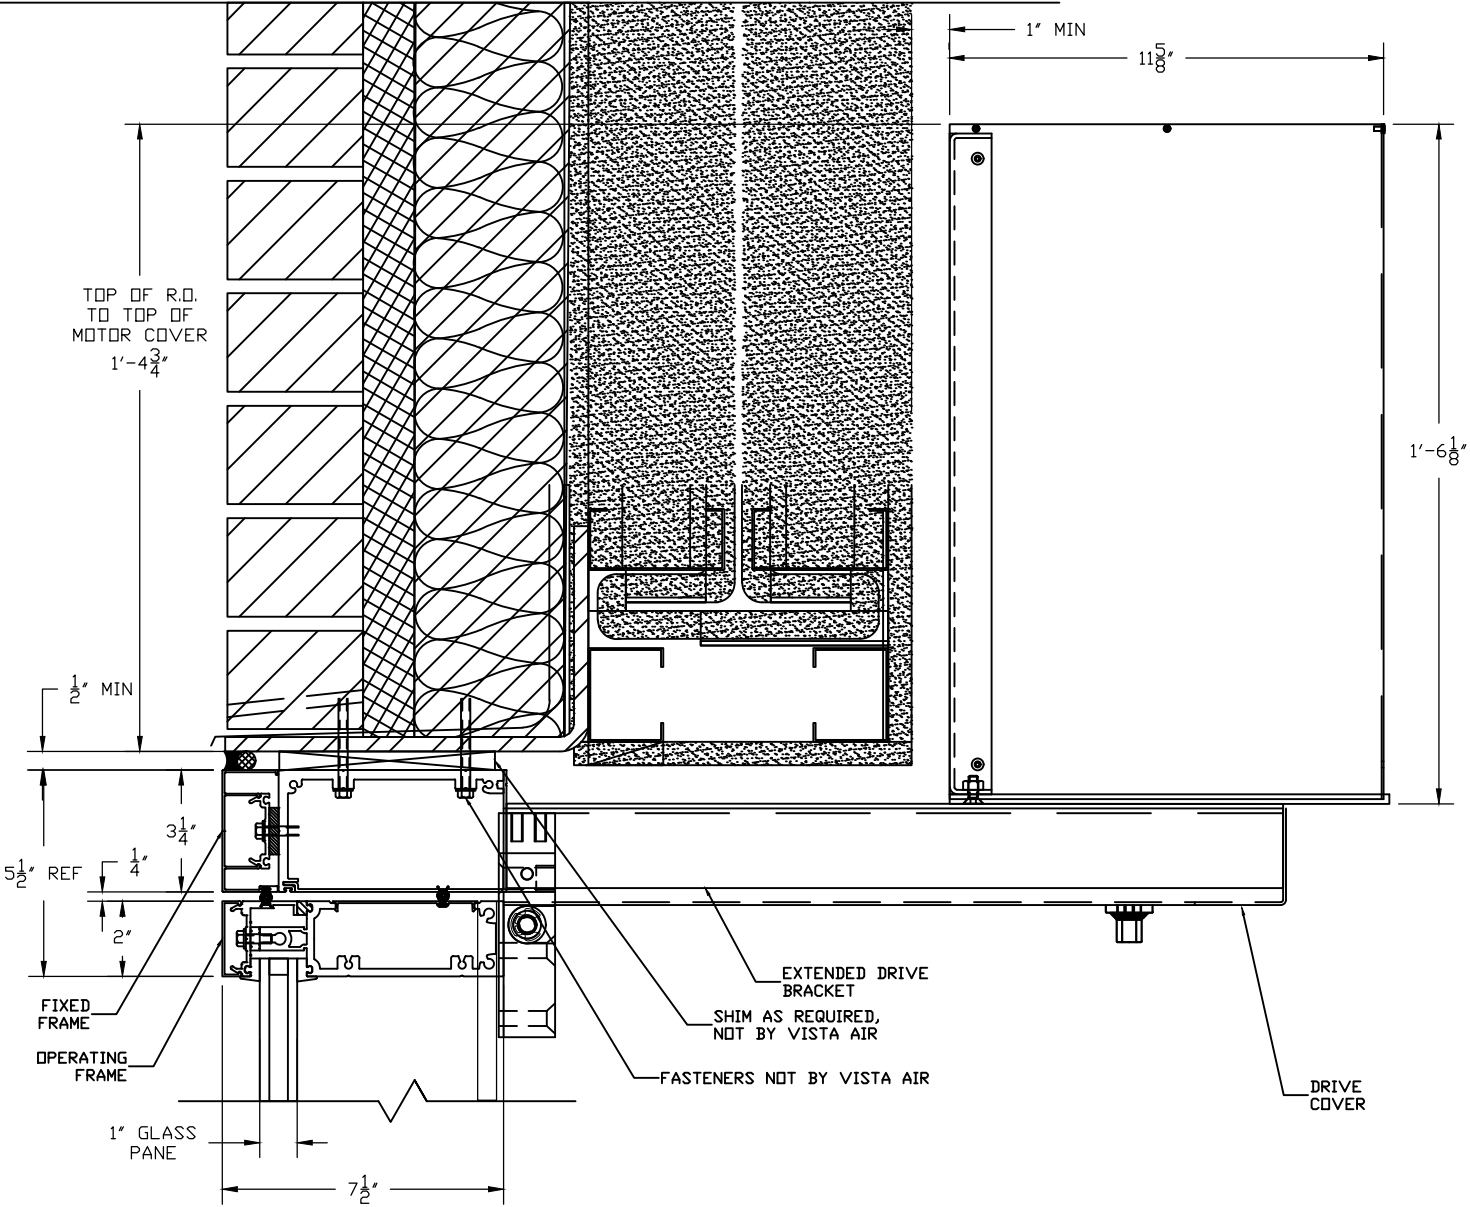 1" MIN
11 5/8"
TOP OF R.O.
TO TOP OF
MOTOR COVER
1'-4 3/4"
1'-6 1/8"
1/2" MIN
3 1/4"
5 1/2" REF
1/4"
2"
EXTENDED DRIVE
BRACKET
FIXED
FRAME
SHIM AS REQUIRED,
NOT BY VISTA AIR
OPERATING
FRAME
FASTENERS NOT BY VISTA AIR
DRIVE
COVER
1" GLASS
PANE
7 1/2"